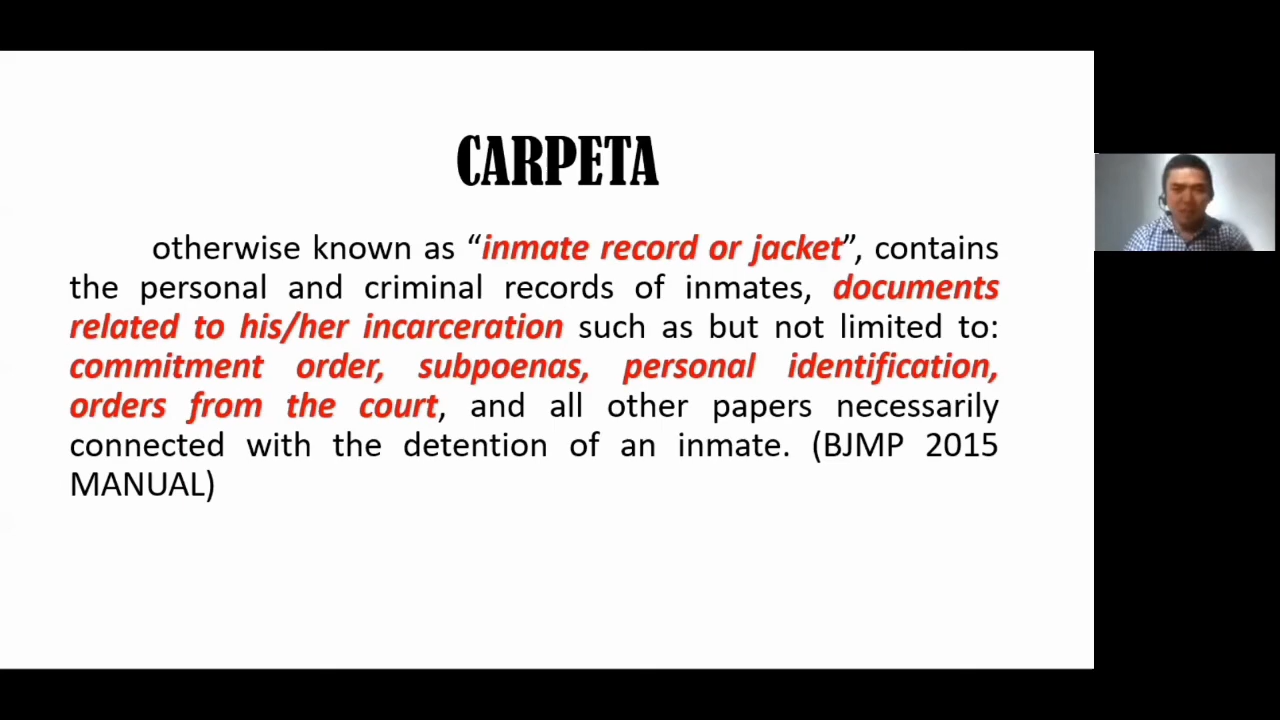 CARPETA
otherwise known as “inmate record or jacket”, contains
the personal and criminal records of inmates, documents
related to his/her incarceration such as but not limited to:
commitment order, subpoenas, personal identification,
orders from the court, and all other papers necessarily
connected with the detention of an inmate. (BJMP 2015
MANUAL)